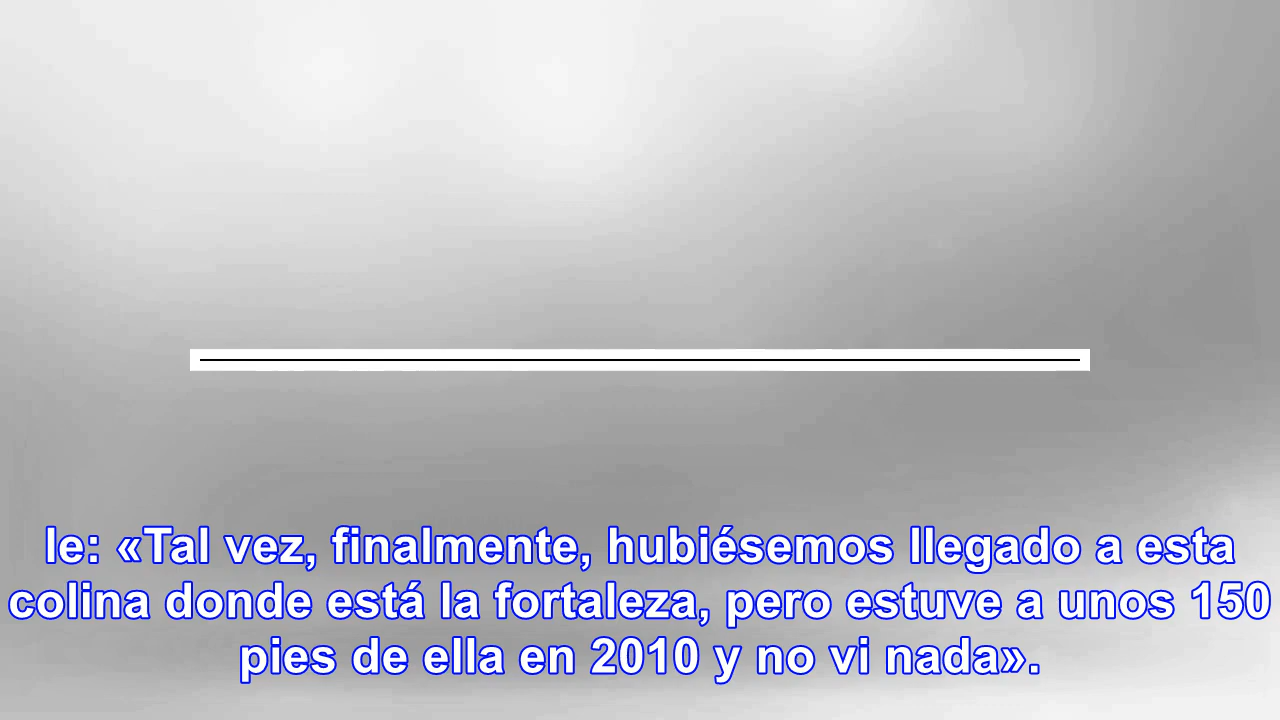 le: «Tal vez, finalmente, hubiésemos llegado a esta
colina donde está la fortaleza, pero estuve a unos 150
pies de ella en 2010 y no vi nada».